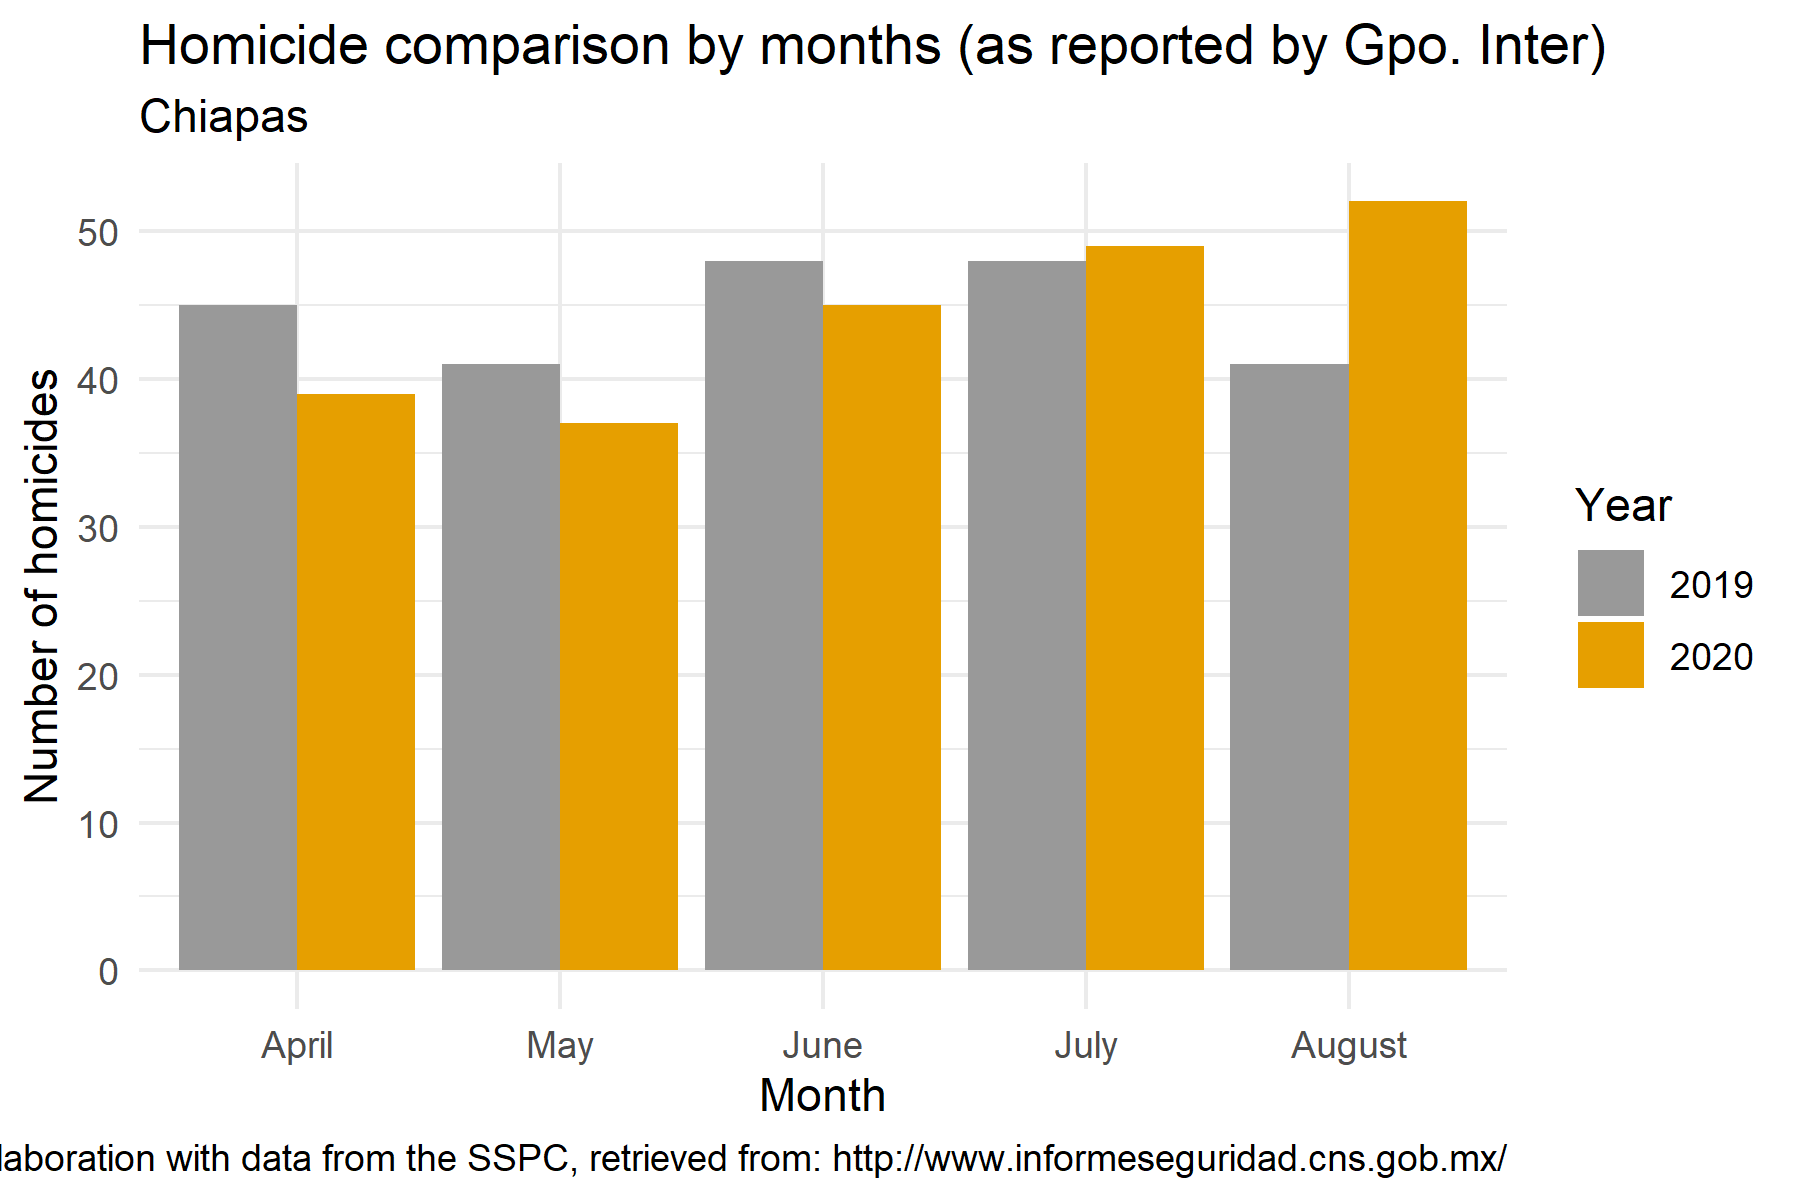 Homicide comparison by months (as reported by Gpo. Inter)
Chiapas
Number of homicides
50
40
30
20
10
0
April May June July August
Month
Year
2019
2020
with data from the SSPC, retrieved from: http://www.informeseguridad.cns.gob.mx/